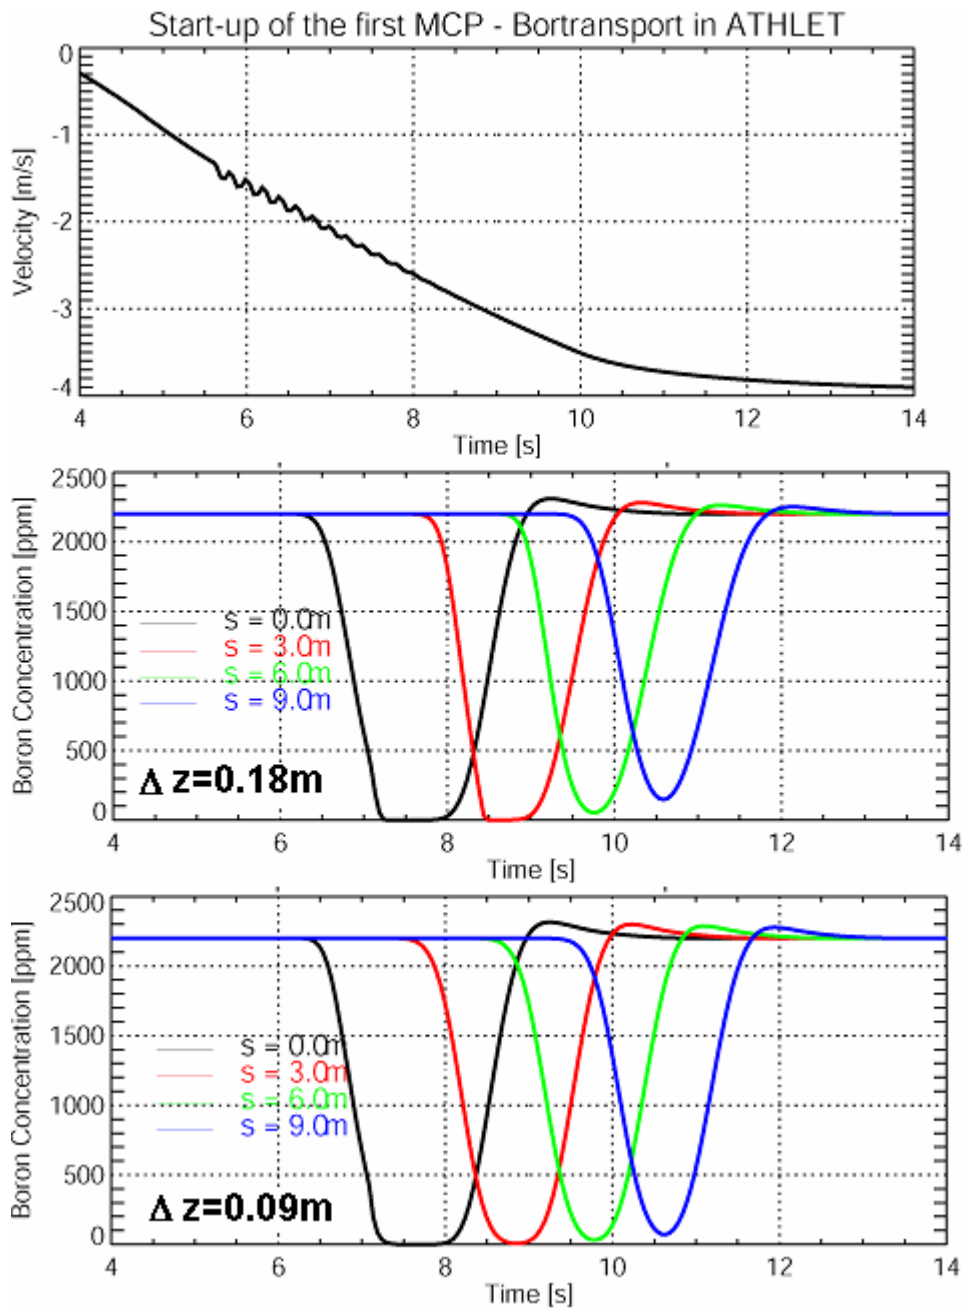 Start-up of the first MCP - Bortransport in ATHLET
0
-1
-2
-3
-4
Velocity [m/s]
4 6 8 10 12 14
Time [s]
2500
2000
1500
1000
500
0
Boron Concentration [ppm]
s = 0.0m
s = 3.0m
s = 6.0m
s = 9.0m
Δ z=0.18m
4 6 8 10 12 14
Time [s]
2500
2000
1500
1000
500
0
Boron Concentration [ppm]
s = 0.0m
s = 3.0m
s = 6.0m
s = 9.0m
Δ z=0.09m
4 6 8 10 12 14
Time [s]